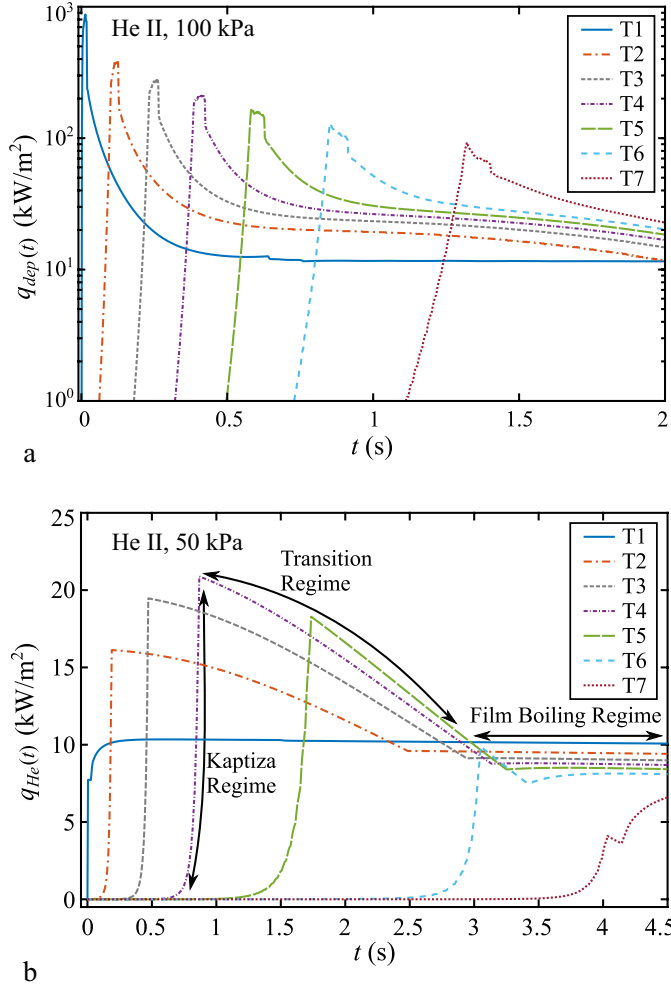 He II, 100 kPa
T1
T2
T3
T4
T5
T6
T7
10³
10²
10¹
10⁰
q_dep(t) (kW/m²)
0 0.5 1 1.5 2
t (s)
a
He II, 50 kPa
Transition
Regime
T1
T2
T3
T4
T5
T6
T7
Film Boiling Regime
Kaptiza
Regime
25
20
15
10
5
0
q_He(t) (kW/m²)
0 0.5 1 1.5 2 2.5 3 3.5 4 4.5
t (s)
b